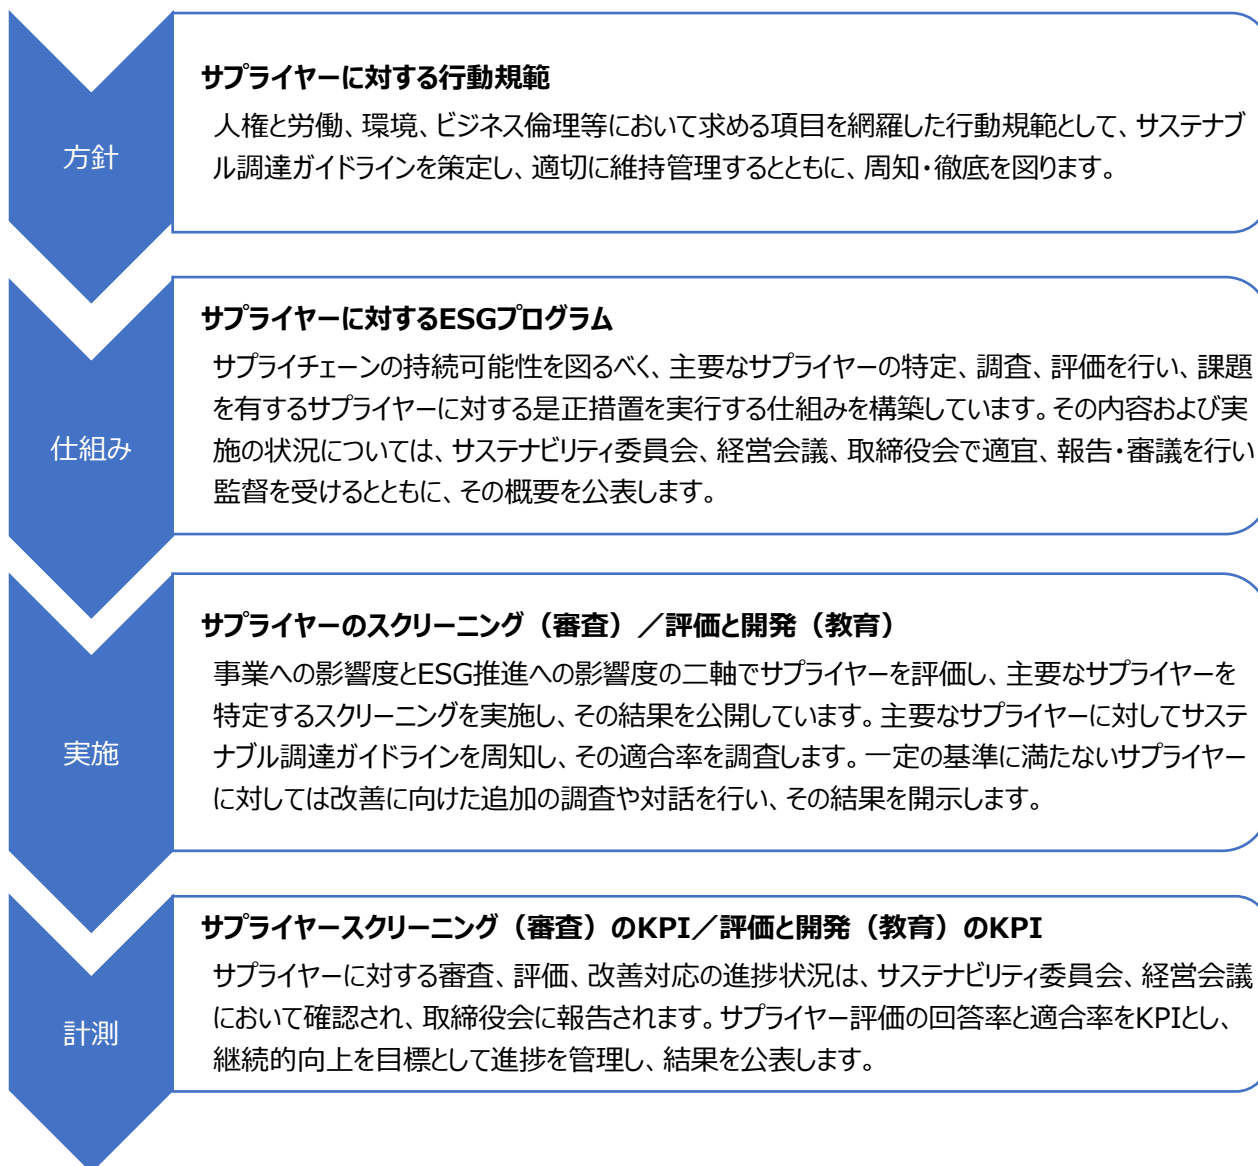 方針
サプライヤーに対する行動規範
人権と労働、環境、ビジネス倫理等において求める項目を網羅した行動規範として、サステナブ
ル調達ガイドラインを策定し、適切に維持管理するとともに、周知・徹底を図ります。
仕組み
サプライヤーに対するESGプログラム
サプライチェーンの持続可能性を図るべく、主要なサプライヤーの特定、調査、評価を行い、課題
を有するサプライヤーに対する是正措置を実行する仕組みを構築しています。その内容および実
施の状況については、サステナビリティ委員会、経営会議、取締役会で適宜、報告・審議を行い
監督を受けるとともに、その概要を公表します。
実施
サプライヤーのスクリーニング（審査）／評価と開発（教育）
事業への影響度とESG推進への影響度の二軸でサプライヤーを評価し、主要なサプライヤーを
特定するスクリーニングを実施し、その結果を公開しています。主要なサプライヤーに対してサステ
ナブル調達ガイドラインを周知し、その適合率を調査します。一定の基準に満たないサプライヤー
に対しては改善に向けた追加の調査や対話を行い、その結果を開示します。
計測
サプライヤースクリーニング（審査）のKPI／評価と開発（教育）のKPI
サプライヤーに対する審査、評価、改善対応の進捗状況は、サステナビリティ委員会、経営会議
において確認され、取締役会に報告されます。サプライヤー評価の回答率と適合率をKPIとし、
継続的向上を目標として進捗を管理し、結果を公表します。